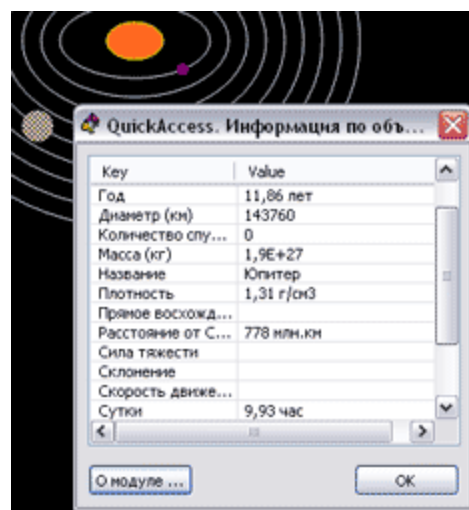 QuickAccess. Информация по объ...
Key Value
Год 11,86 лет
Диаметр (км) 143760
Количество спу... 0
Масса (кг) 1,9E+27
Название Юпитер
Плотность 1,31 г/см3
Прямое восхожд...
Расстояние от С... 778 млн.км
Сила тяжести
Склонение
Скорость движе...
Сутки 9,93 час
О модуле ... OK